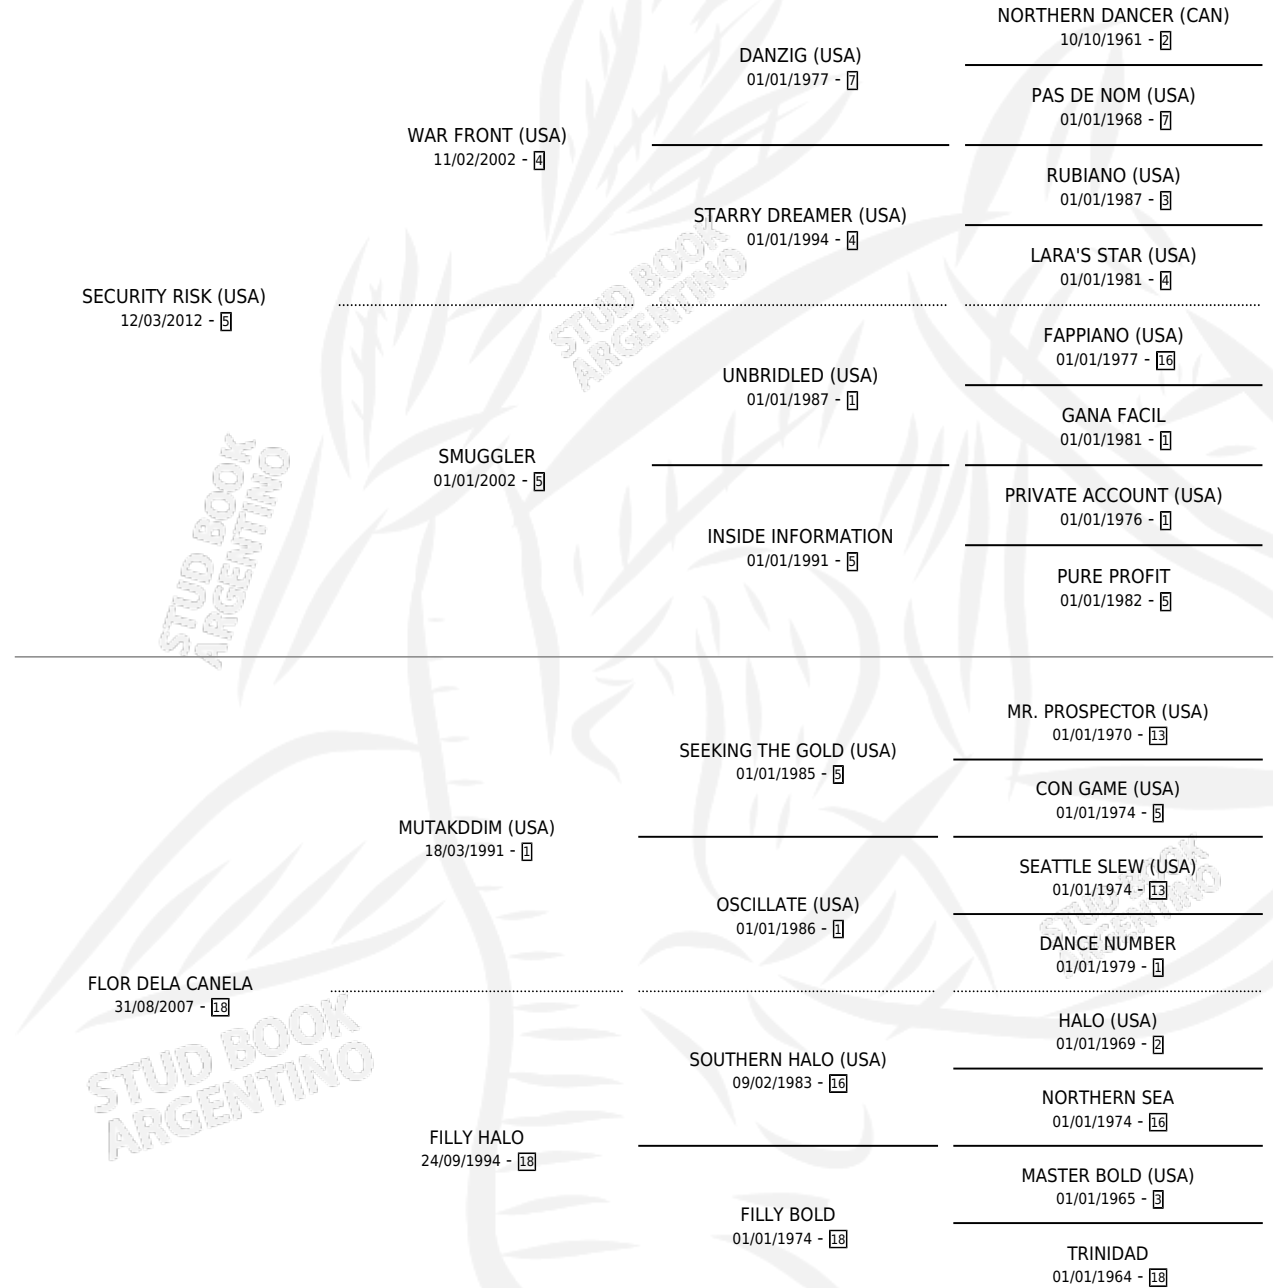 NORTHERN DANCER (CAN)
10/10/1961 - 2
DANZIG (USA)
01/01/1977 - 7
PAS DE NOM (USA)
01/01/1968 - 7
WAR FRONT (USA)
11/02/2002 - 4
RUBIANO (USA)
01/01/1987 - 3
STARRY DREAMER (USA)
01/01/1994 - 4
LARA'S STAR (USA)
01/01/1981 - 4
SECURITY RISK (USA)
12/03/2012 - 5
FAPPIANO (USA)
01/01/1977 - 16
UNBRIDLED (USA)
01/01/1987 - 1
GANA FACIL
01/01/1981 - 1
SMUGGLER
01/01/2002 - 5
PRIVATE ACCOUNT (USA)
01/01/1976 - 1
INSIDE INFORMATION
01/01/1991 - 5
PURE PROFIT
01/01/1982 - 5
MR. PROSPECTOR (USA)
01/01/1970 - 13
SEEKING THE GOLD (USA)
01/01/1985 - 5
CON GAME (USA)
01/01/1974 - 5
MUTAKDDIM (USA)
18/03/1991 - 1
SEATTLE SLEW (USA)
01/01/1974 - 13
OSCILLATE (USA)
01/01/1986 - 1
DANCE NUMBER
01/01/1979 - 1
FLOR DELA CANELA
31/08/2007 - 18
HALO (USA)
01/01/1969 - 2
SOUTHERN HALO (USA)
09/02/1983 - 16
NORTHERN SEA
01/01/1974 - 16
FILLY HALO
24/09/1994 - 18
MASTER BOLD (USA)
01/01/1965 - 3
FILLY BOLD
01/01/1974 - 18
TRINIDAD
01/01/1964 - 18
STUD BOOK
ARGENTINO
STUD BOOK
ARGENTINO
STUD BOOK
ARGENTINO
STUD BOOK
ARGENTINO